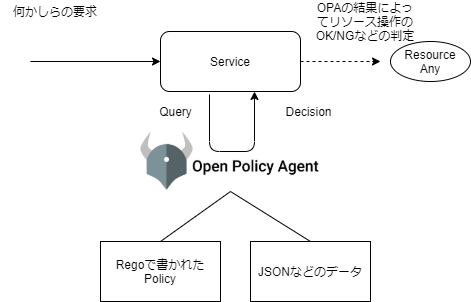 何かしらの要求
OPAの結果によっ
てリソース操作の
OK/NGなどの判定
Service
Resource
Any
Query
Decision
Open Policy Agent
Regoで書かれた
Policy
JSONなどのデータ